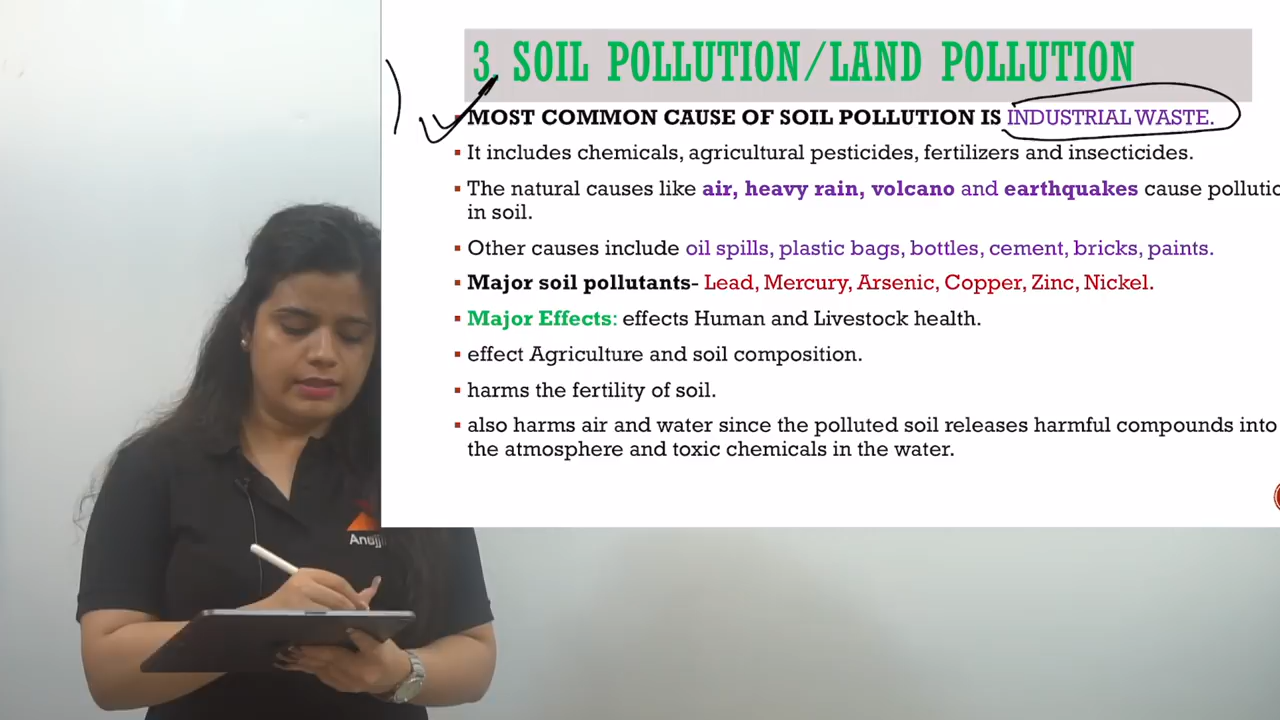 3. SOIL POLLUTION/LAND POLLUTION
▪ MOST COMMON CAUSE OF SOIL POLLUTION IS INDUSTRIAL WASTE.
▪ It includes chemicals, agricultural pesticides, fertilizers and insecticides.
▪ The natural causes like air, heavy rain, volcano and earthquakes cause
in soil.
▪ Other causes include oil spills, plastic bags, bottles, cement, bricks, paints.
▪ Major soil pollutants- Lead, Mercury, Arsenic, Copper, Zinc, Nickel.
▪ Major Effects: effects Human and Livestock health.
▪ effect Agriculture and soil composition.
▪ harms the fertility of soil.
▪ also harms air and water since the polluted soil releases harmful compounds into
the atmosphere and toxic chemicals in the water.